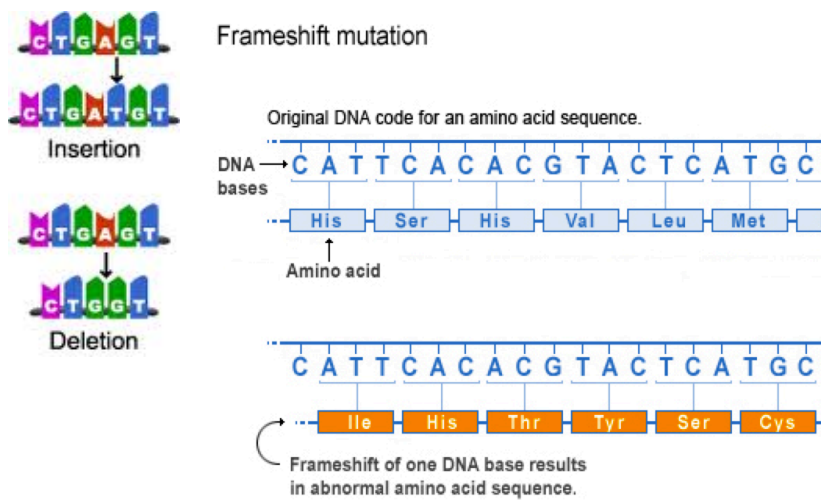 CTGAGT
CTGATGT
Insertion
CTGAGT
CTGGT
Deletion
Frameshift mutation
Original DNA code for an amino acid sequence.
DNA
bases
C A T T C A C A C G T A C T C A T G C
His Ser His Val Leu Met
Amino acid
C A T T C A C A C G T A C T C A T G C
Ile His Thr Tyr Ser Cys
Frameshift of one DNA base results
in abnormal amino acid sequence.